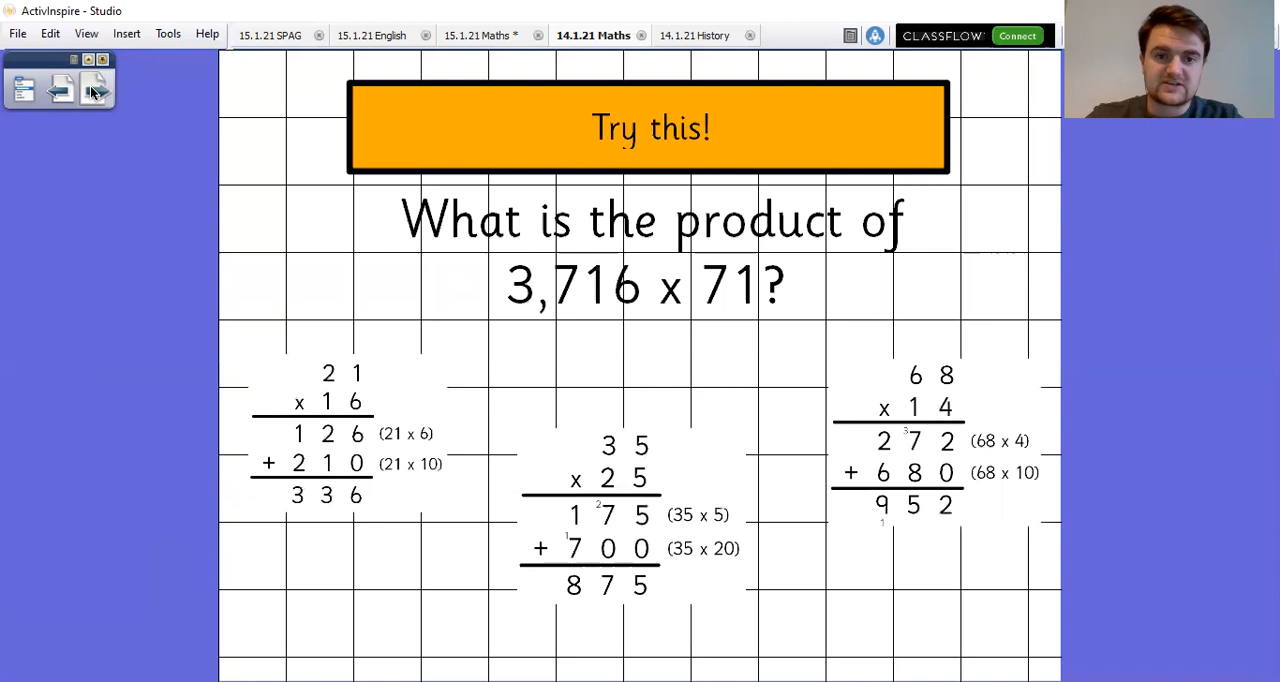 ActivInspire - Studio
File Edit View Insert Tools Help
15.1.21 SPAG 15.1.21 English 15.1.21 Maths * 14.1.21 Maths 14.1.21 History
CLASSFLOW Connect
Try this!
What is the product of
3,716 x 71?
2 1
x 1 6
1 2 6 (21 x 6)
+ 2 1 0 (21 x 10)
3 3 6
3 5
x 2 5
1 2 7 5 (35 x 5)
+ 1 7 0 0 (35 x 20)
8 7 5
6 8
x 1 4
2 3 7 2 (68 x 4)
+ 6 8 0 (68 x 10)
9 5 2
1